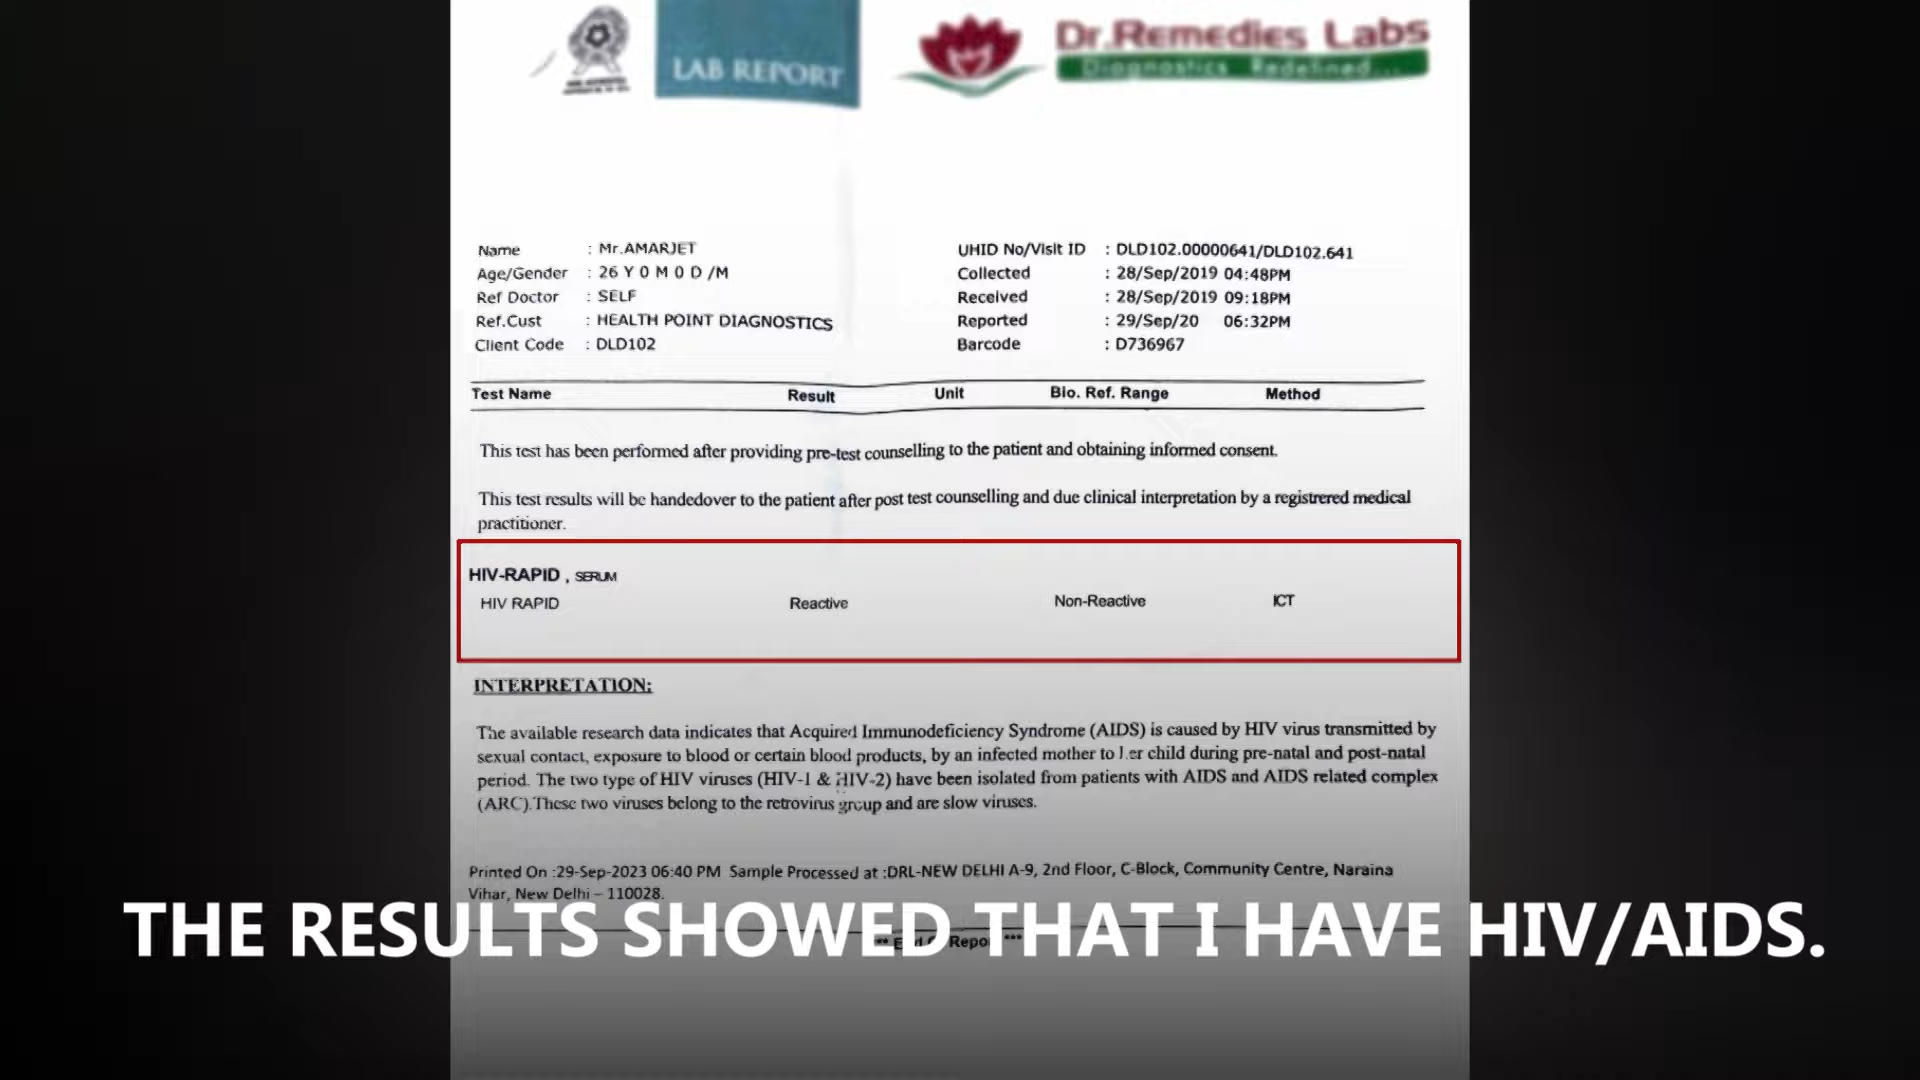 LAB REPORT
Dr.Remedies Labs
Diagnostics Redefined...
Name : Mr.AMARJET
UHID No/Visit ID : DLD102.00000641/DLD102.641
Age/Gender : 26 Y 0 M 0 D /M
Collected : 28/Sep/2019 04:48PM
Ref Doctor : SELF
Received : 28/Sep/2019 09:18PM
Ref.Cust : HEALTH POINT DIAGNOSTICS
Reported : 29/Sep/20 06:32PM
Client Code : DLD102
Barcode : D736967
Test Name Result Unit Bio. Ref. Range Method
This test has been performed after providing pre-test counselling to the patient and obtaining informed consent.
This test results will be handedover to the patient after post test counselling and due clinical interpretation by a registrered medical
practitioner.
HIV-RAPID , SERUM
HIV RAPID Reactive Non-Reactive ICT
INTERPRETATION:
The available research data indicates that Acquired Immunodeficiency Syndrome (AIDS) is caused by HIV virus transmitted by
sexual contact, exposure to blood or certain blood products, by an infected mother to her child during pre-natal and post-natal
period. The two type of HIV viruses (HIV-1 & HIV-2) have been isolated from patients with AIDS and AIDS related complex
(ARC).These two viruses belong to the retrovirus group and are slow viruses.
Printed On :29-Sep-2023 06:40 PM Sample Processed at :DRL-NEW DELHI A-9, 2nd Floor, C-Block, Community Centre, Naraina
Vihar, New Delhi – 110028.
THE RESULTS SHOWED THAT I HAVE HIV/AIDS.